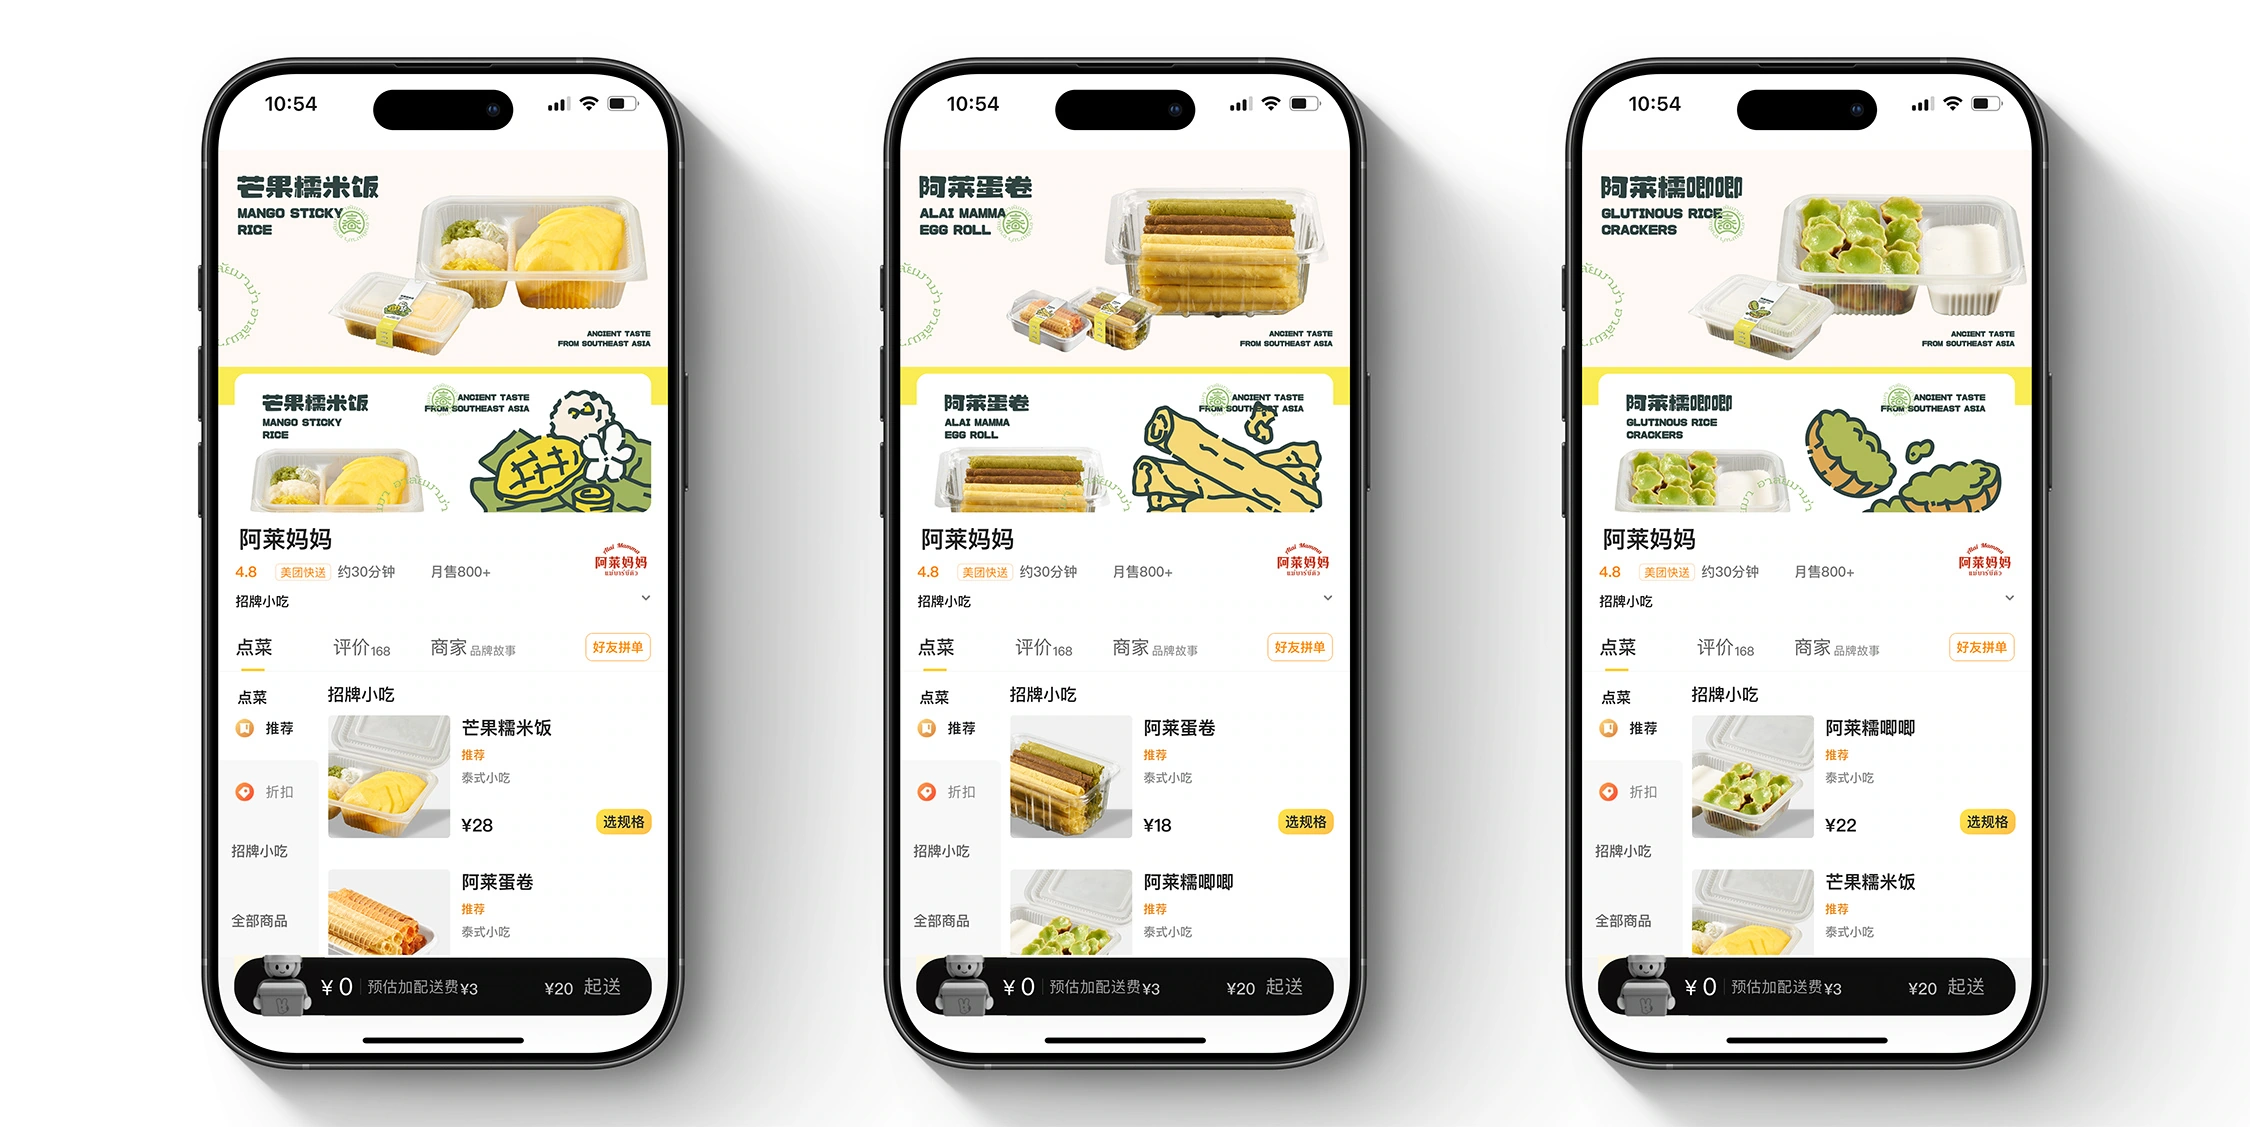 10:54
芒果糯米饭
MANGO STICKY
RICE
ANCIENT TASTE
FROM SOUTHEAST ASIA
芒果糯米饭
MANGO STICKY
RICE
ANCIENT TASTE
FROM SOUTHEAST ASIA
阿莱妈妈
4.8 美团快送 约30分钟 月售800+
Alai Mamma
阿莱妈妈
招牌小吃
点菜 评价168 商家 品牌故事 好友拼单
点菜
推荐
折扣
招牌小吃
全部商品
招牌小吃
芒果糯米饭
推荐
泰式小吃
¥28 选规格
阿莱蛋卷
推荐
泰式小吃
¥0 预估加配送费¥3 ¥20 起送
10:54
阿莱蛋卷
ALAI MAMMA
EGG ROLL
ANCIENT TASTE
FROM SOUTHEAST ASIA
阿莱蛋卷
ALAI MAMMA
EGG ROLL
ANCIENT TASTE
FROM SOUTHEAST ASIA
阿莱妈妈
4.8 美团快送 约30分钟 月售800+
Alai Mamma
阿莱妈妈
招牌小吃
点菜 评价168 商家 品牌故事 好友拼单
点菜
推荐
折扣
招牌小吃
全部商品
招牌小吃
阿莱蛋卷
推荐
泰式小吃
¥18 选规格
阿莱糯唧唧
推荐
泰式小吃
¥0 预估加配送费¥3 ¥20 起送
10:54
阿莱糯唧唧
GLUTINOUS RICE
CRACKERS
ANCIENT TASTE
FROM SOUTHEAST ASIA
阿莱糯唧唧
GLUTINOUS RICE
CRACKERS
ANCIENT TASTE
FROM SOUTHEAST ASIA
阿莱妈妈
4.8 美团快送 约30分钟 月售800+
Alai Mamma
阿莱妈妈
招牌小吃
点菜 评价168 商家 品牌故事 好友拼单
点菜
推荐
折扣
招牌小吃
全部商品
招牌小吃
阿莱糯唧唧
推荐
泰式小吃
¥22 选规格
芒果糯米饭
推荐
泰式小吃
¥0 预估加配送费¥3 ¥20 起送